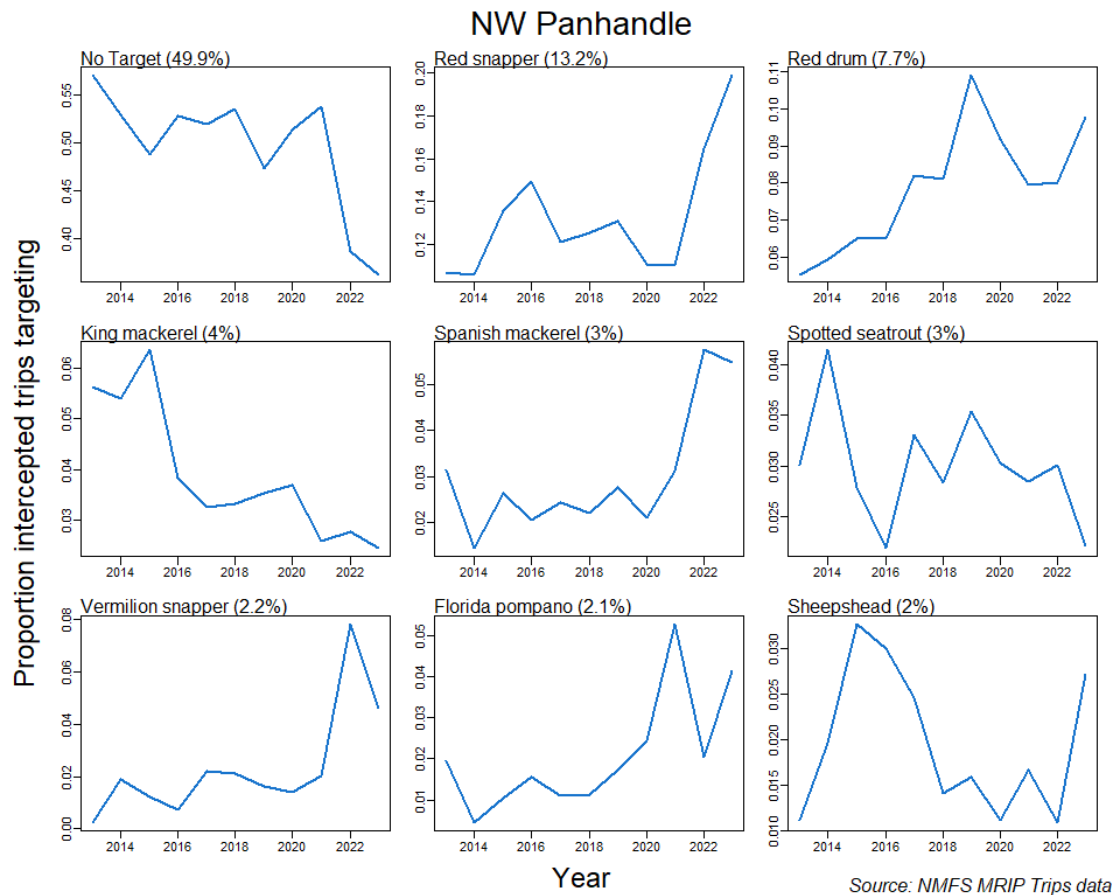 NW Panhandle
No Target (49.9%)
Red snapper (13.2%)
Red drum (7.7%)
0.40 0.45 0.50 0.55
0.12 0.14 0.16 0.18 0.20
0.06 0.07 0.08 0.09 0.10 0.11
2014 2016 2018 2020 2022
2014 2016 2018 2020 2022
2014 2016 2018 2020 2022
Proportion intercepted trips targeting
King mackerel (4%)
Spanish mackerel (3%)
Spotted seatrout (3%)
0.03 0.04 0.05 0.06
0.02 0.03 0.04 0.05
0.025 0.030 0.035 0.040
2014 2016 2018 2020 2022
2014 2016 2018 2020 2022
2014 2016 2018 2020 2022
Vermilion snapper (2.2%)
Florida pompano (2.1%)
Sheepshead (2%)
0.00 0.02 0.04 0.06 0.08
0.01 0.02 0.03 0.04 0.05
0.010 0.015 0.020 0.025 0.030
2014 2016 2018 2020 2022
2014 2016 2018 2020 2022
2014 2016 2018 2020 2022
Year
Source: NMFS MRIP Trips data